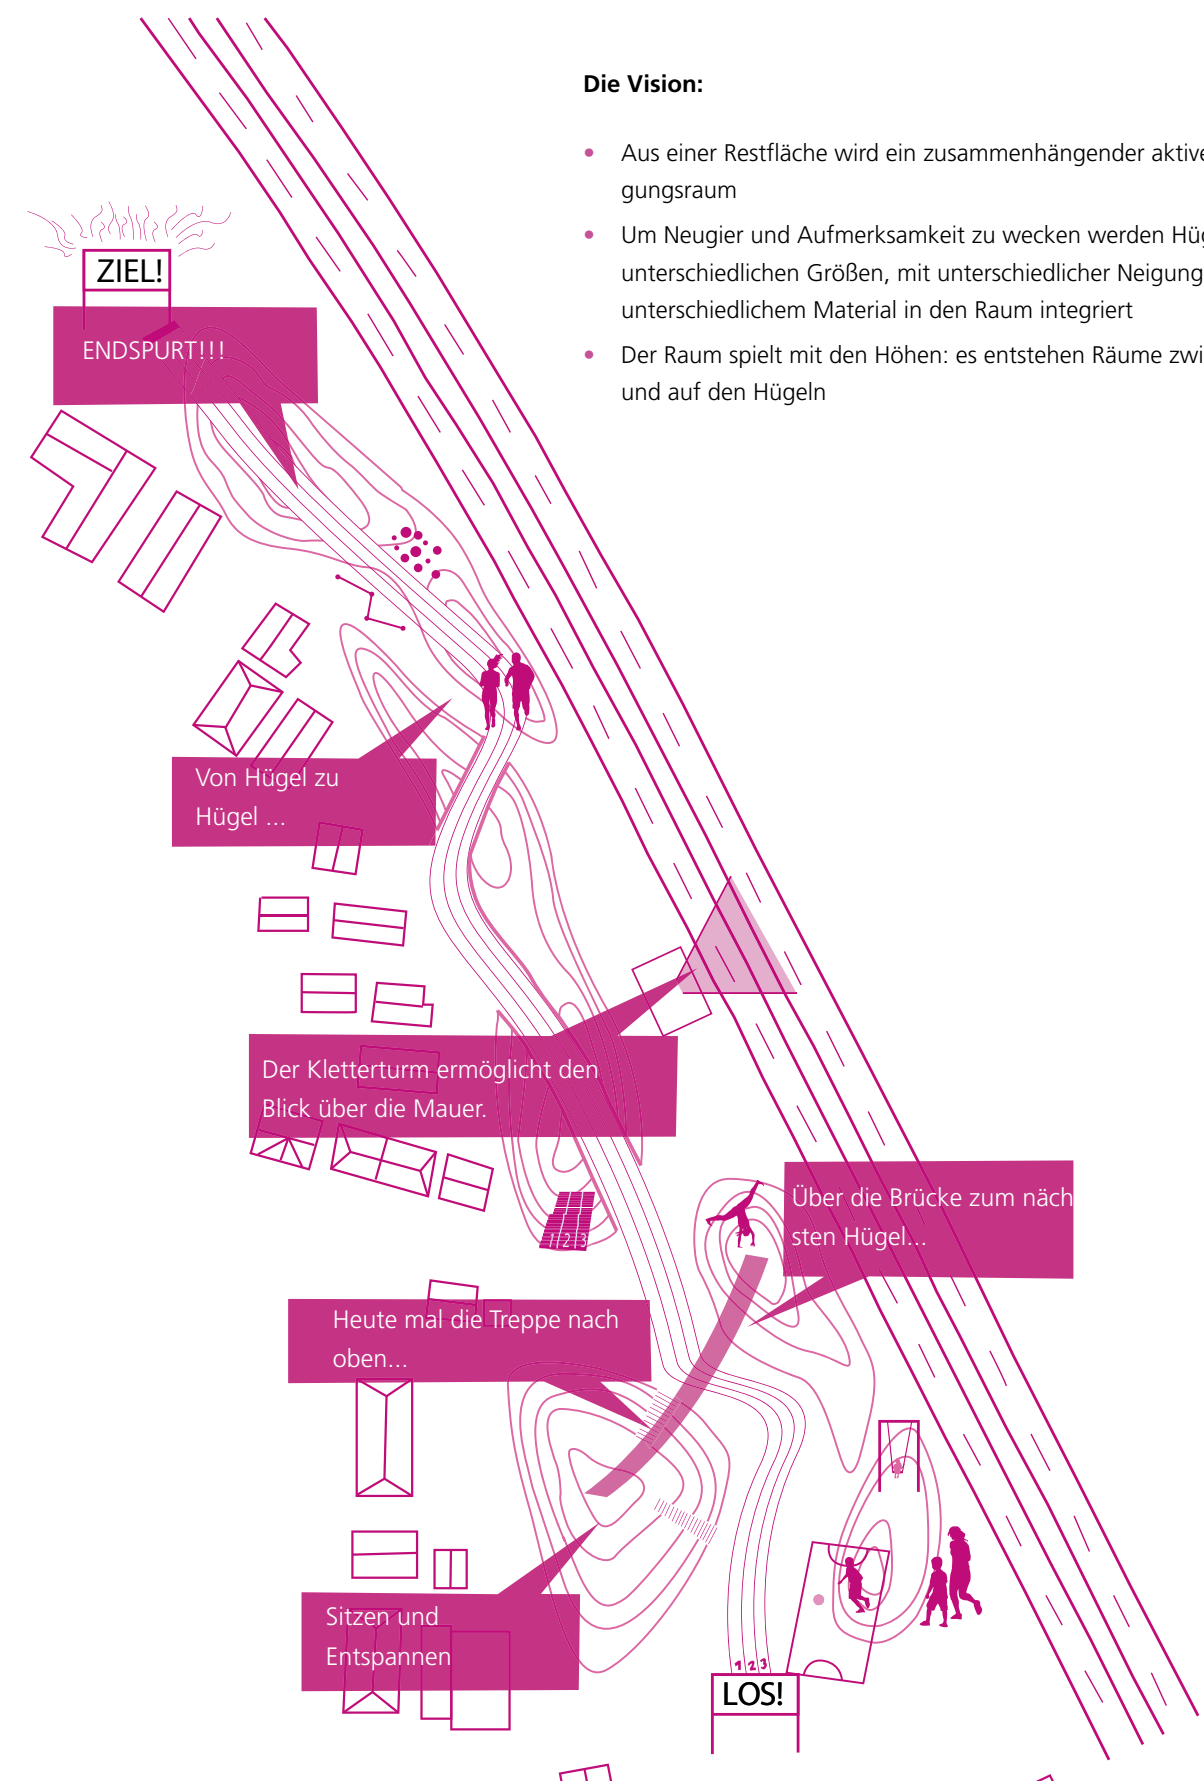 Die Vision:
• Aus einer Restfläche wird ein zusammenhängender
gungsraum
• Um Neugier und Aufmerksamkeit zu wecken werden
unterschiedlichen Größen, mit unterschiedlicher Neigung
unterschiedlichem Material in den Raum integriert
• Der Raum spielt mit den Höhen: es entstehen Räume
und auf den Hügeln
ZIEL!
ENDSPURT!!!
Von Hügel zu
Hügel ...
Der Kletterturm ermöglicht den
Blick über die Mauer.
Über die Brücke zum näch
sten Hügel...
1 2 3
Heute mal die Treppe nach
oben...
Sitzen und
Entspannen
1 2 3
LOS!